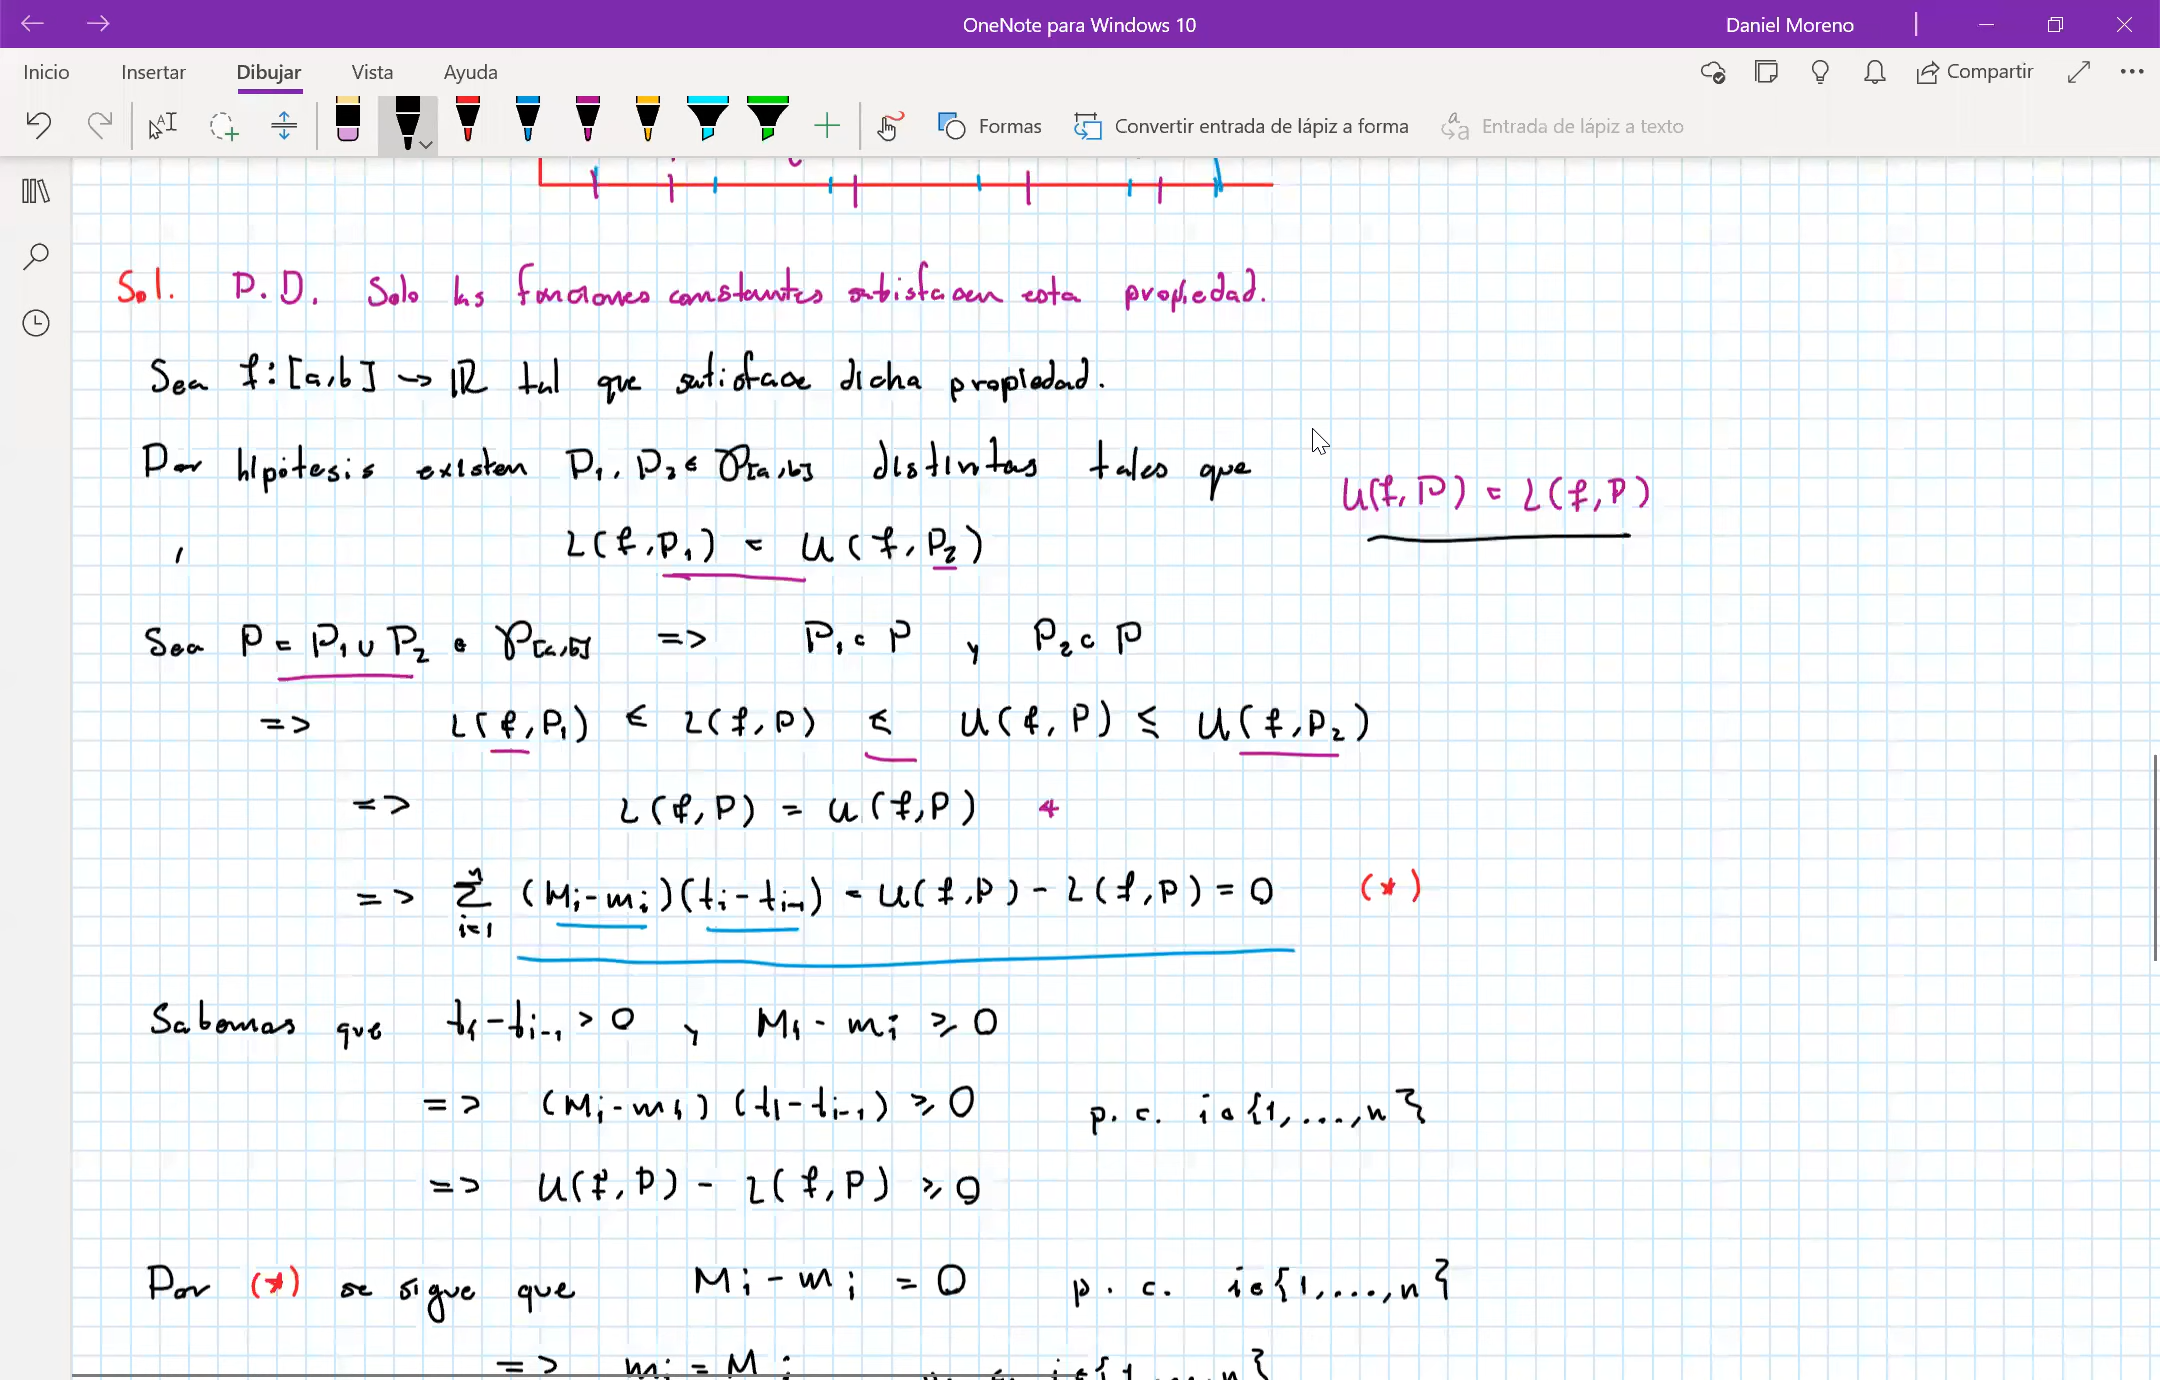 OneNote para Windows 10
Daniel Moreno
Inicio Insertar Dibujar Vista Ayuda
Compartir
Formas Convertir entrada de lápiz a forma Entrada de lápiz a texto
Sol. P.D. Solo las funciones constantes satisfacen esta propiedad.
Sea f:[a,b] → ℝ tal que satisface dicha propiedad.
Por hipótesis existen P₁, P₂ ∈ 𝒫[a,b] distintas tales que
U(f,P) = L(f,P)
L(f,P₁) = U(f,P₂)
Sea P = P₁ ∪ P₂ ∈ 𝒫[a,b] => P₁ ⊂ P y P₂ ⊂ P
=> L(f,P₁) ≤ L(f,P) ≤ U(f,P) ≤ U(f,P₂)
=> L(f,P) = U(f,P)
=> Σᵢ₌₁ⁿ (Mᵢ-mᵢ)(tᵢ-tᵢ₋₁) = U(f,P) - L(f,P) = 0 (*)
Sabemos que tᵢ-tᵢ₋₁ > 0 y Mᵢ - mᵢ ≥ 0
=> (Mᵢ-mᵢ)(tᵢ-tᵢ₋₁) ≥ 0 p.c. i∈{1,...,n}
=> U(f,P) - L(f,P) ≥ 0
Por (*) se sigue que Mᵢ - mᵢ = 0 p.c. i∈{1,...,n}
=> mᵢ = Mᵢ i∈{1,...,n}